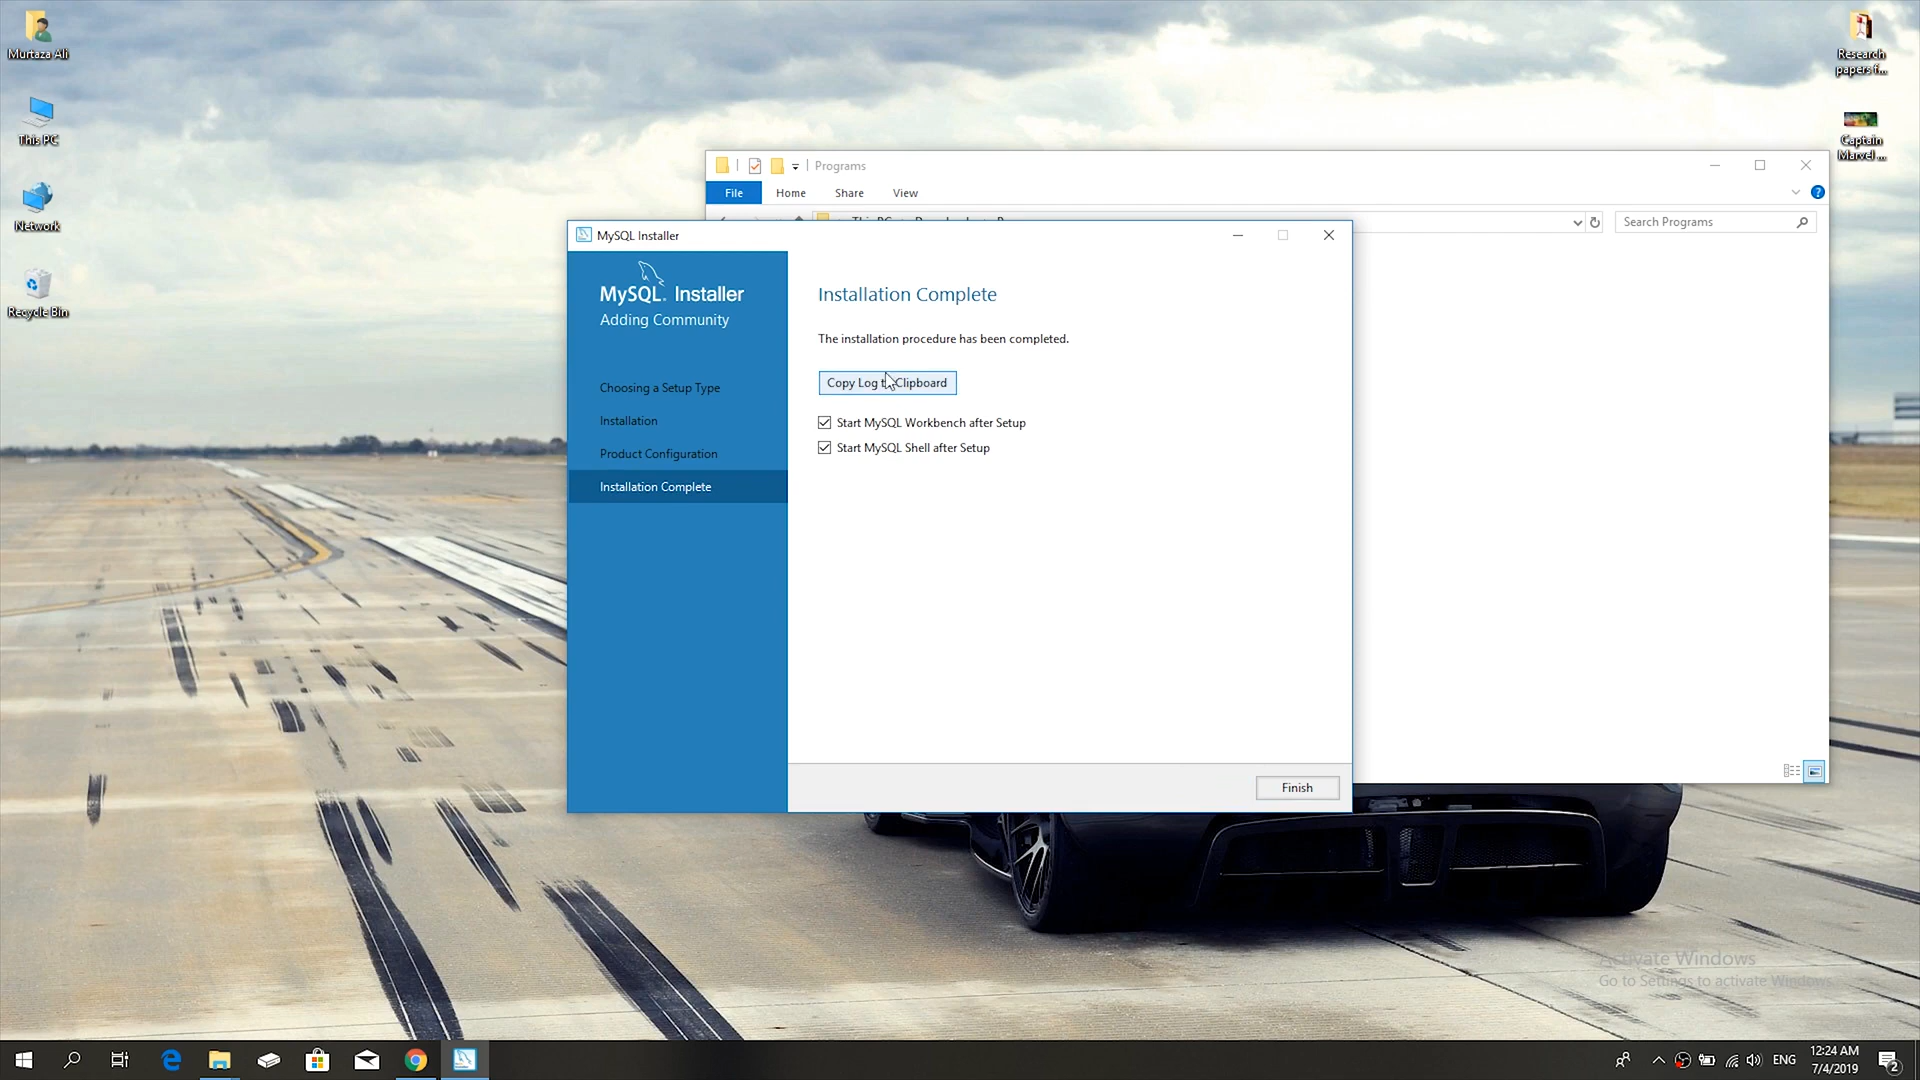 Murtaza Ali
This PC
Network
Recycle Bin
Research
papers f...
Captain
Marvel ...
Programs
File
Home
Share
View
Search Programs
MySQL Installer
MySQL® Installer
Adding Community
Choosing a Setup Type
Installation
Product Configuration
Installation Complete
Installation Complete
The installation procedure has been completed.
Copy Log to Clipboard
Start MySQL Workbench after Setup
Start MySQL Shell after Setup
Finish
Activate Windows
Go to Settings to activate Windows.
ENG
12:24 AM
7/4/2019
2